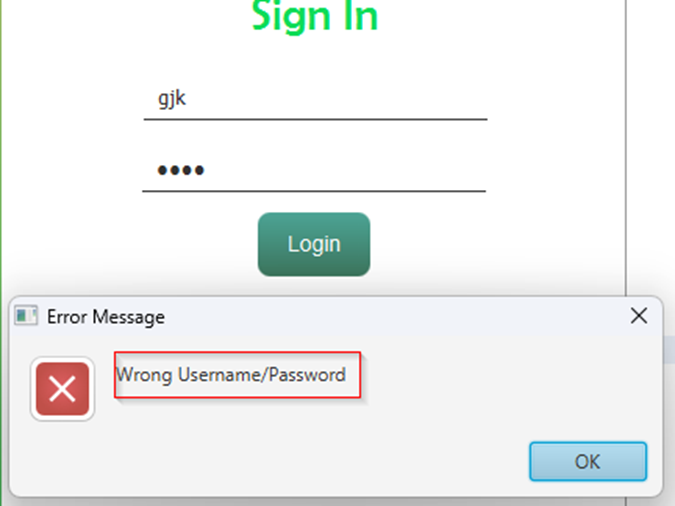 Sign In
gjk
••••
Login
Error Message
Wrong Username/Password
OK